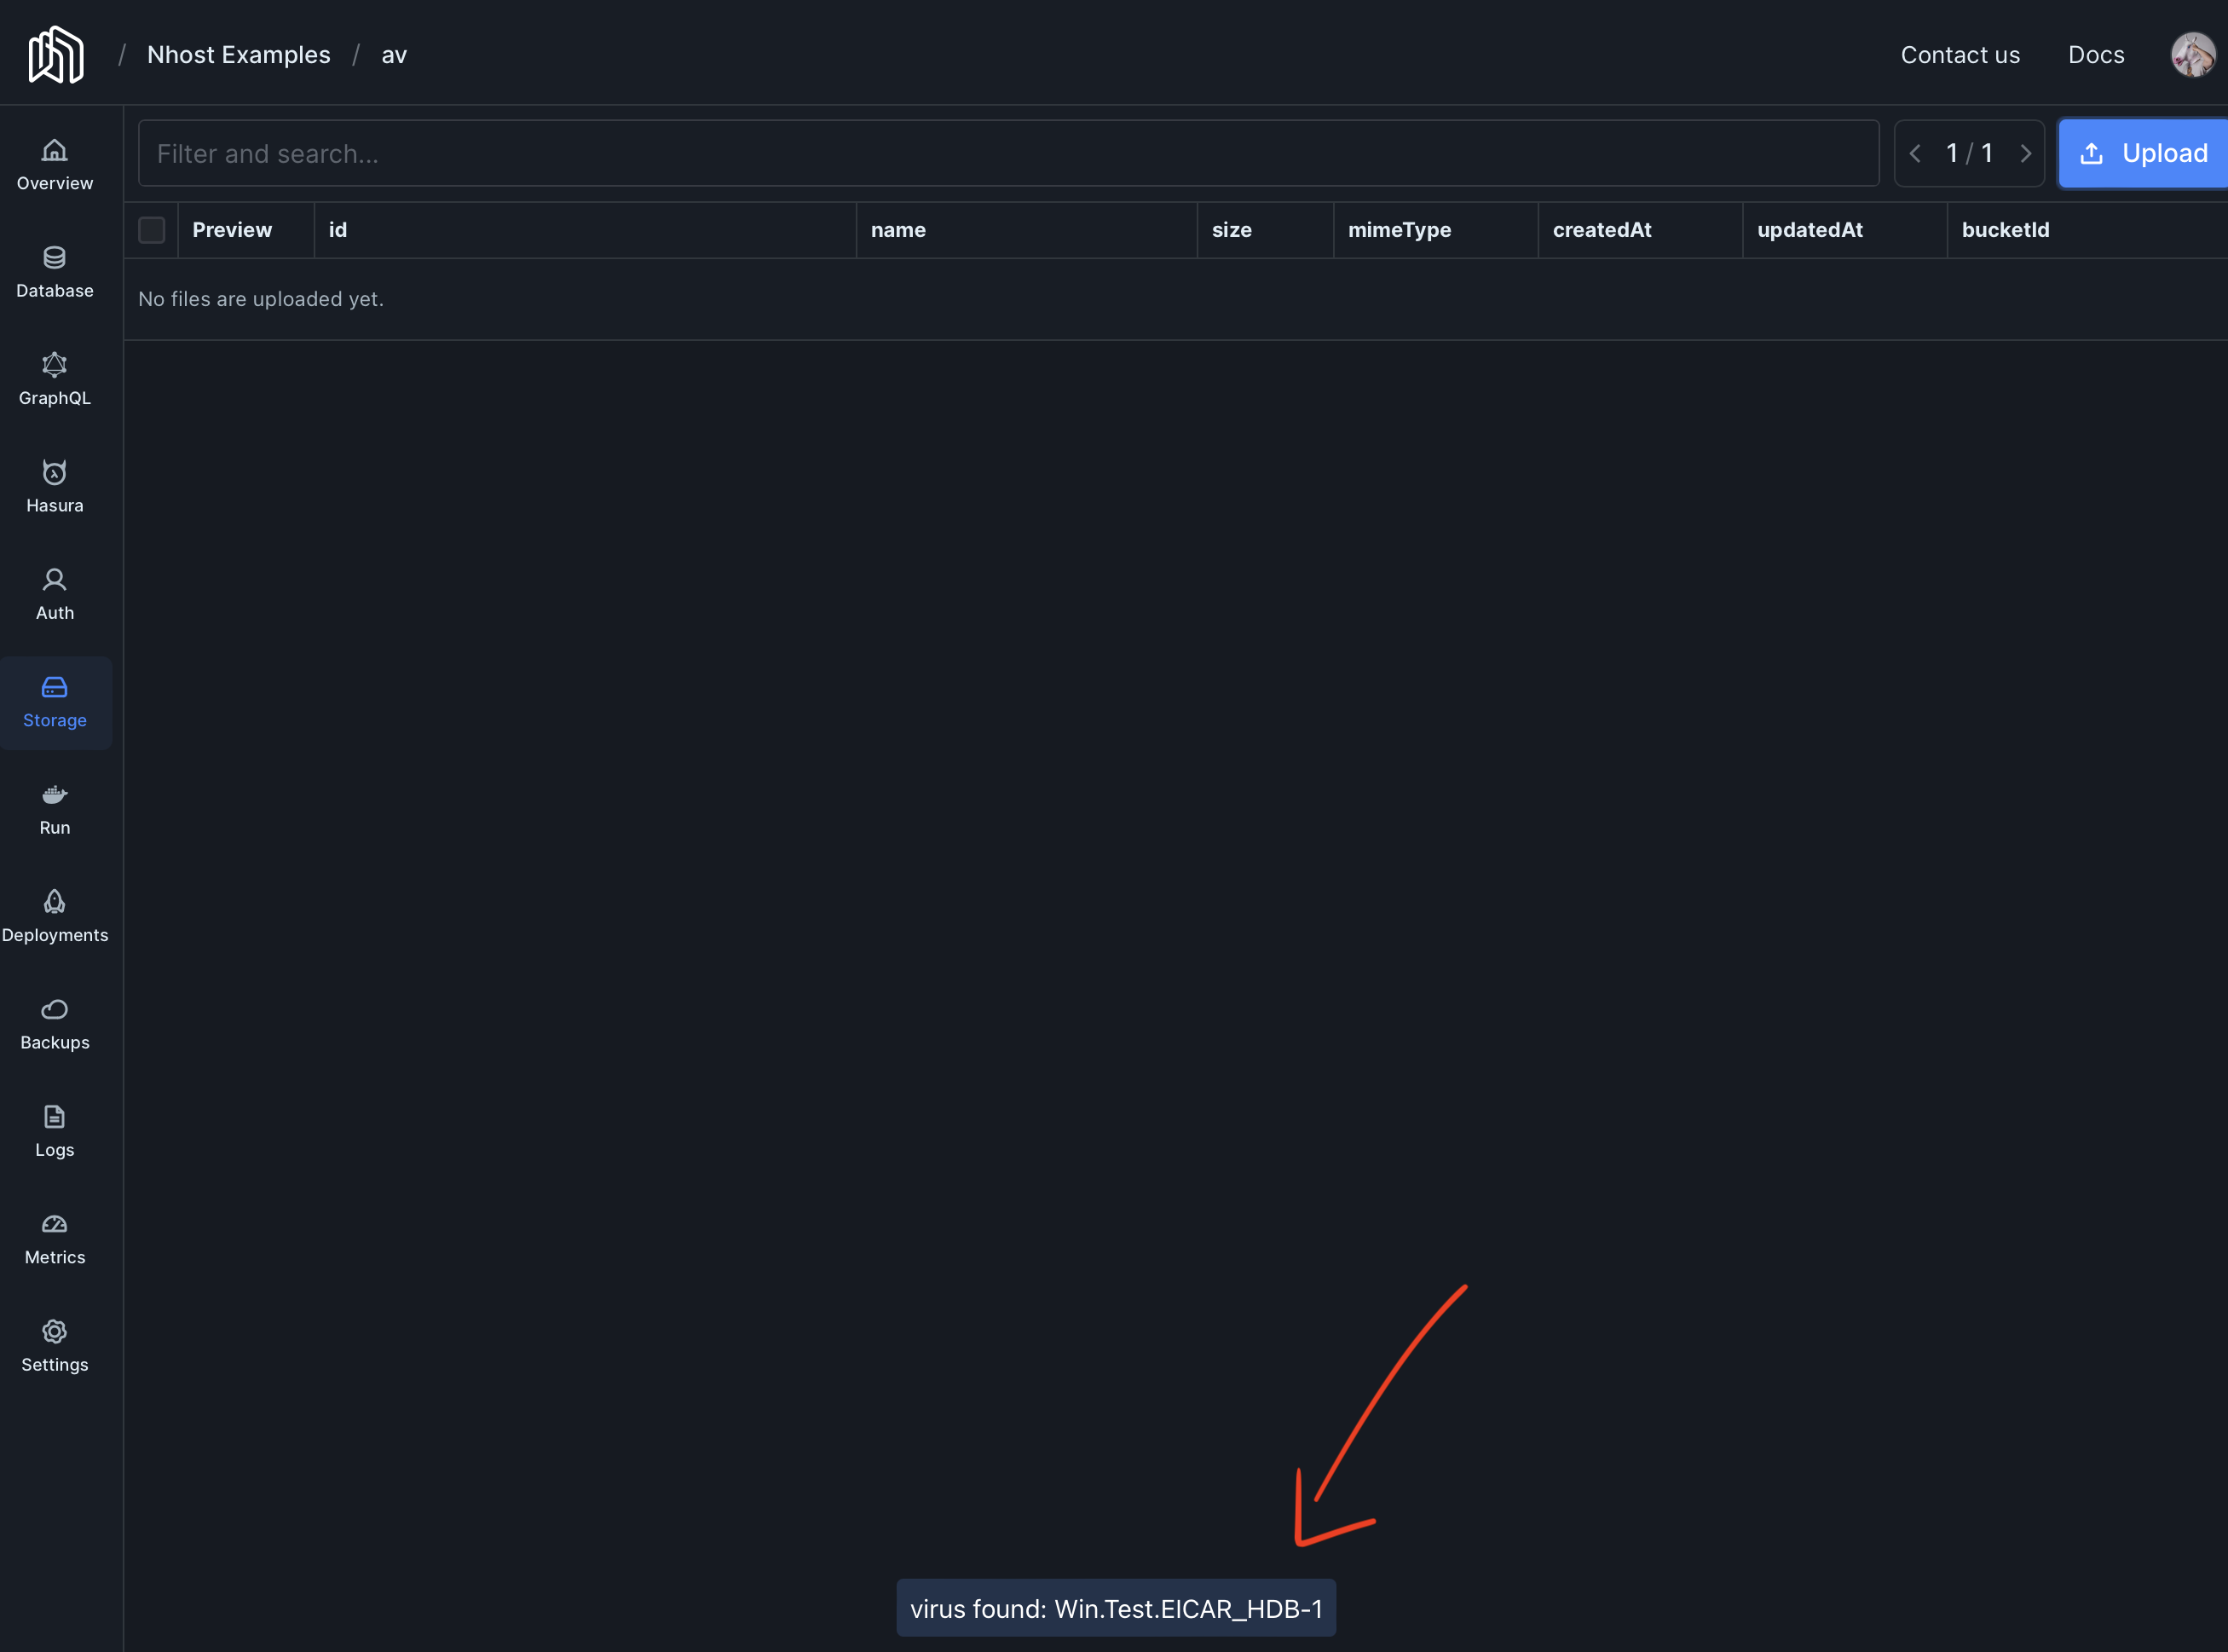 / Nhost Examples / av Contact us Docs
Filter and search...
1 / 1
Upload
Preview id name size mimeType createdAt updatedAt bucketId
No files are uploaded yet.
Overview
Database
GraphQL
Hasura
Auth
Storage
Run
Deployments
Backups
Logs
Metrics
Settings
virus found: Win.Test.EICAR_HDB-1